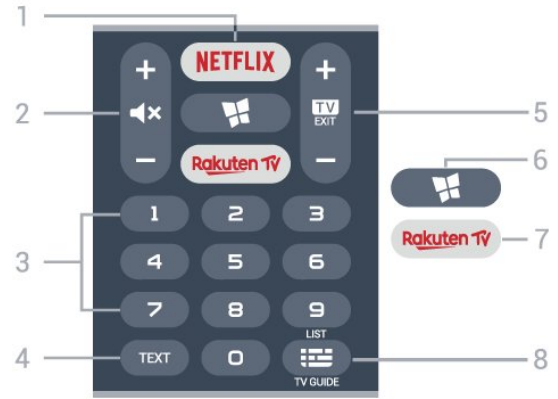 1
NETFLIX
+ +
2
TV
EXIT
5
6
- -
Rakuten TV
Rakuten TV
7
1 2 3
3
4 5 6
7 8 9
LIST
4
TEXT 0
8
TV GUIDE